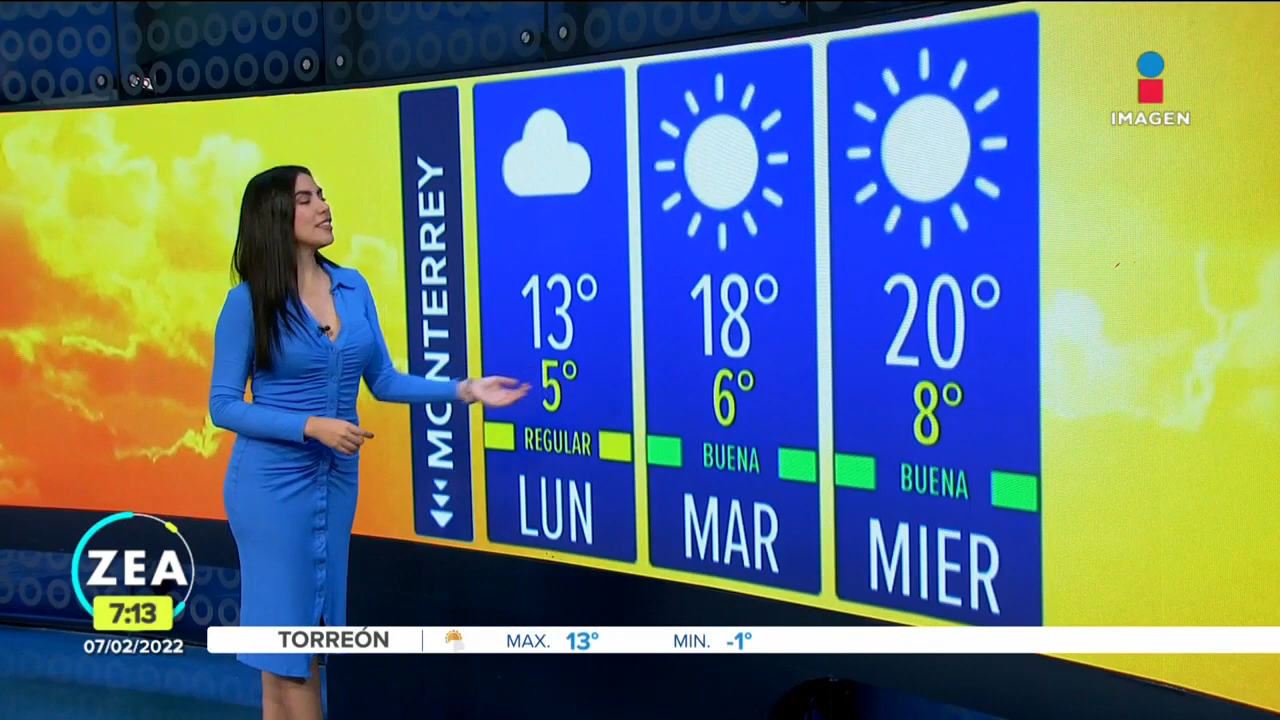 IMAGEN
MONTERREY
13°
5°
REGULAR
LUN
18°
6°
BUENA
MAR
20°
8°
BUENA
MIER
ZEA
7:13
07/02/2022
TORREÓN MAX. 13° MIN. -1°